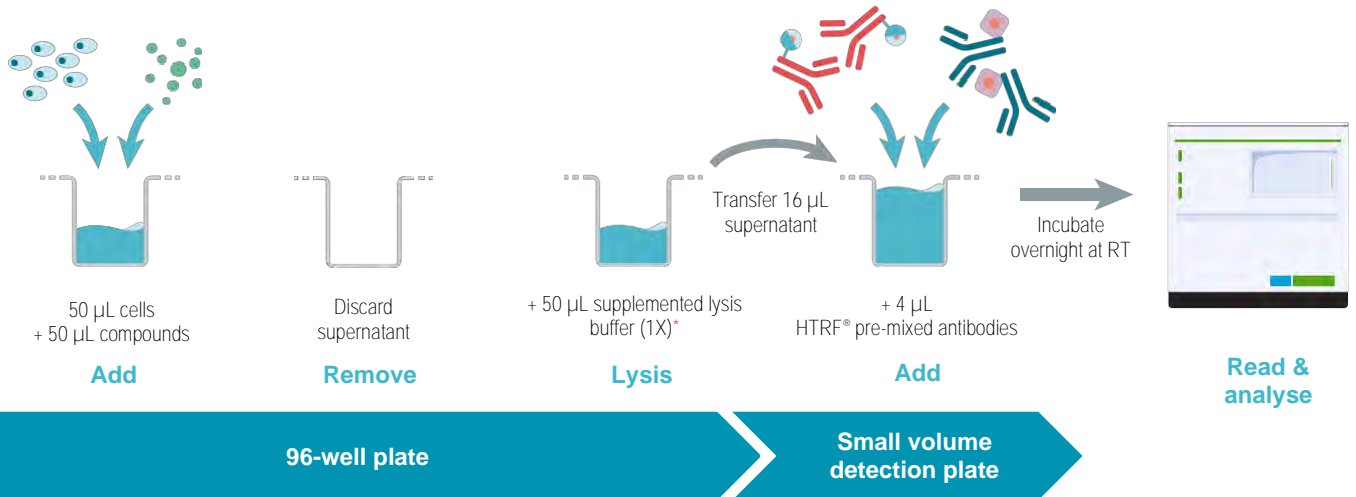 50 µL cells
+ 50 µL compounds
Add
Discard
supernatant
Remove
+ 50 µL supplemented lysis
buffer (1X)*
Lysis
Transfer 16 µL
supernatant
+ 4 µL
HTRF® pre-mixed antibodies
Add
Incubate
overnight at RT
Read &
analyse
96-well plate
Small volume
detection plate